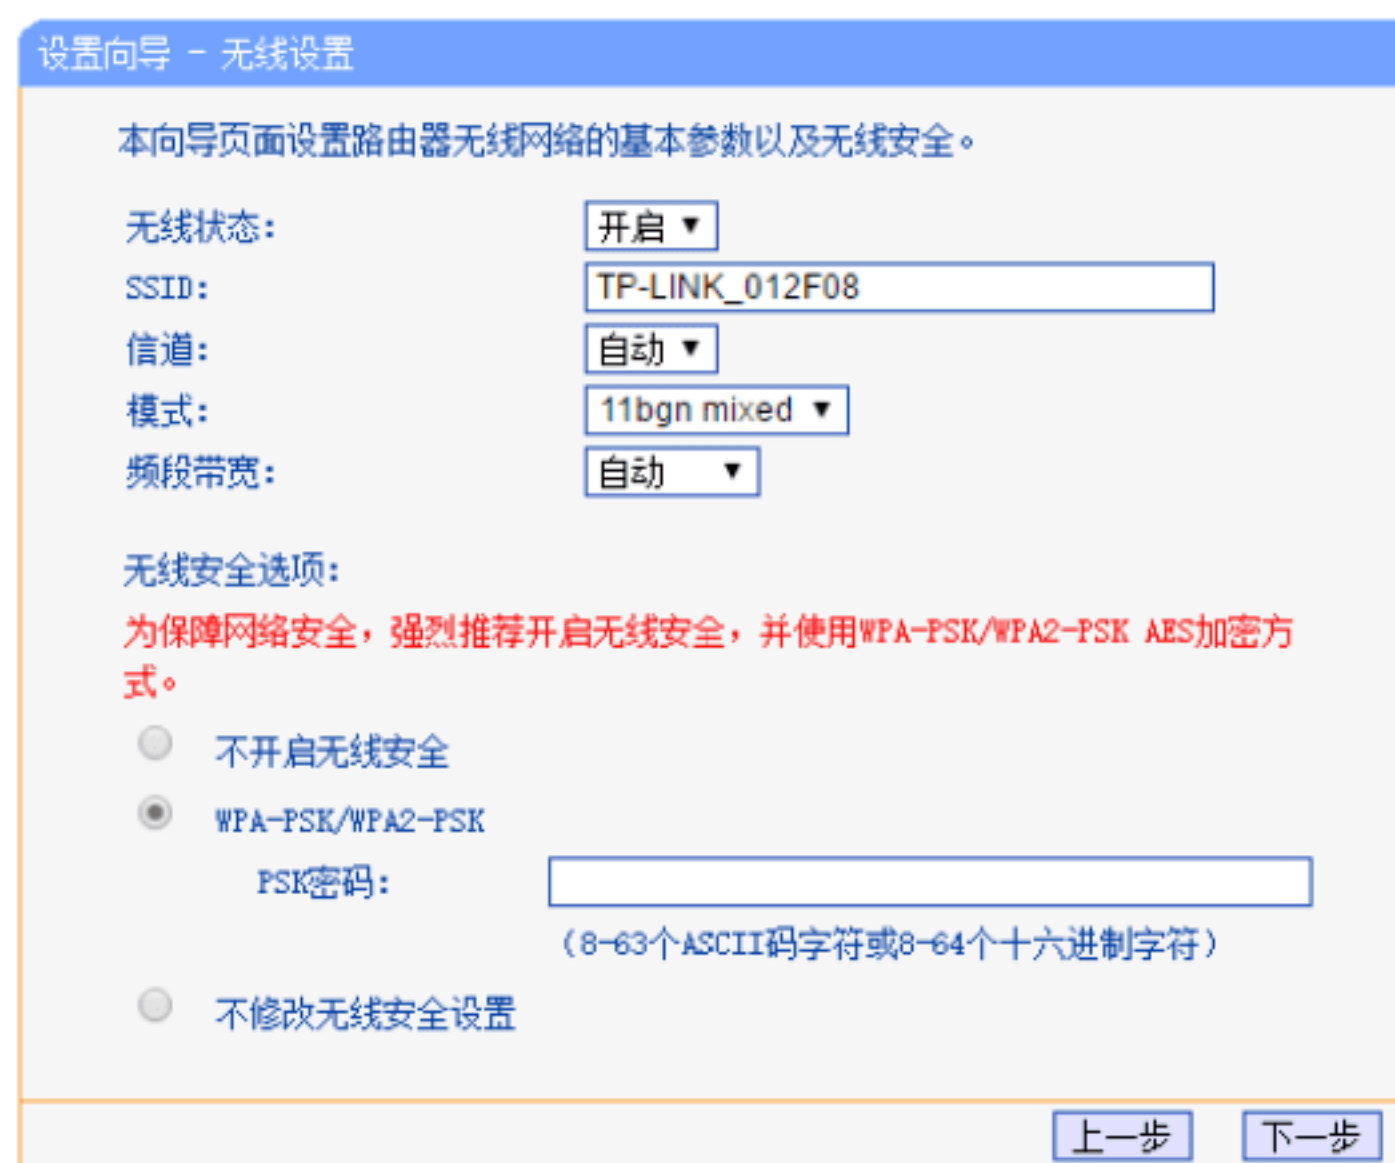 设置向导 - 无线设置
本向导页面设置路由器无线网络的基本参数以及无线安全。
无线状态： 开启
SSID： TP-LINK_012F08
信道： 自动
模式： 11bgn mixed
频段带宽： 自动
无线安全选项：
为保障网络安全，强烈推荐开启无线安全，并使用WPA-PSK/WPA2-PSK AES加密方
式。
不开启无线安全
WPA-PSK/WPA2-PSK
PSK密码：
（8-63个ASCII码字符或8-64个十六进制字符）
不修改无线安全设置
上一步 下一步